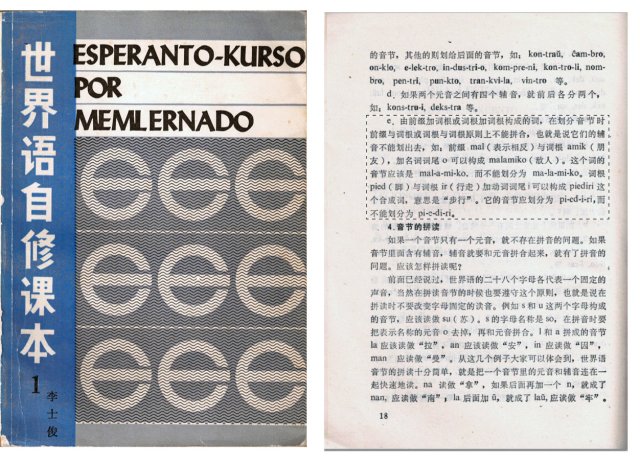 ESPERANTO-KURSO
POR
MEMLERNADO
世界语自修课本
1
李士俊
的音节，其他的则划给后面的音节，如：kon-traŭ, ĉam-bro,
on-klo, e-lek-tro, in-dus-tri-o, kom-pre-ni, kon-tro-li, nom-
bro, pen-tri, pun-kto, tran-kvi-la, vin-tro 等。
d．如果两个元音之间有四个辅音，就前后各分两个，
如：kons-tru-i, deks-tra 等。
e．由前缀加词根或词根加词根构成的词，在划分音节时
前缀与词根或词根与词根原则上不能拼合，也就是说它们的辅
音不能划出去，如：前缀 mal（表示相反）与词根 amik（朋
友），加名词词尾 o 可以构成 malamiko（敌人）。这个词的
音节应该是 mal-a-mi-ko，而不能划分为 ma-la-mi-ko。词根
pied（脚）与词根 ir（行走）加动词词尾 i 可以构成 piediri 这
个合成词，意思是“步行”。它的音节应划分为 pi-ed-i-ri，而
不能划分为 pi-e-di-ri。
4.音节的拼读
如果一个音节只有一个元音，就不存在拼音的问题。如果
音节里面含有辅音，辅音就要和元音拼合起来，就有了拼音的
问题。应该怎样拼读呢？
前面已经说过，世界语的二十八个字母各代表一个固定的
声音，当然在拼读音节的时候也要遵守这个原则，也就是说在
拼读时不要改变字母固定的读音。例如 s 和 u 这两个字母构成
的音节，应该读做 su（苏）。s 的字母名称是 so，在拼音时要
把表示名称的元音 o 去掉，再和元音拼合。l 和 a 拼成的音节
la 应该读做“拉”，an 应该读做“安”，in 应该读做“因”，
man 应该读做“曼”。从这几个例子大家可以体会到，世界语
音节的拼读十分简单，就是把一个音节里的元音和辅音连在一
起快速地读。na 读做“拿”，如果后面再加一个 n，就成了
nan，应读做“南”；la 后面加 ŭ，就成了 laŭ，应读做“牢”。
18